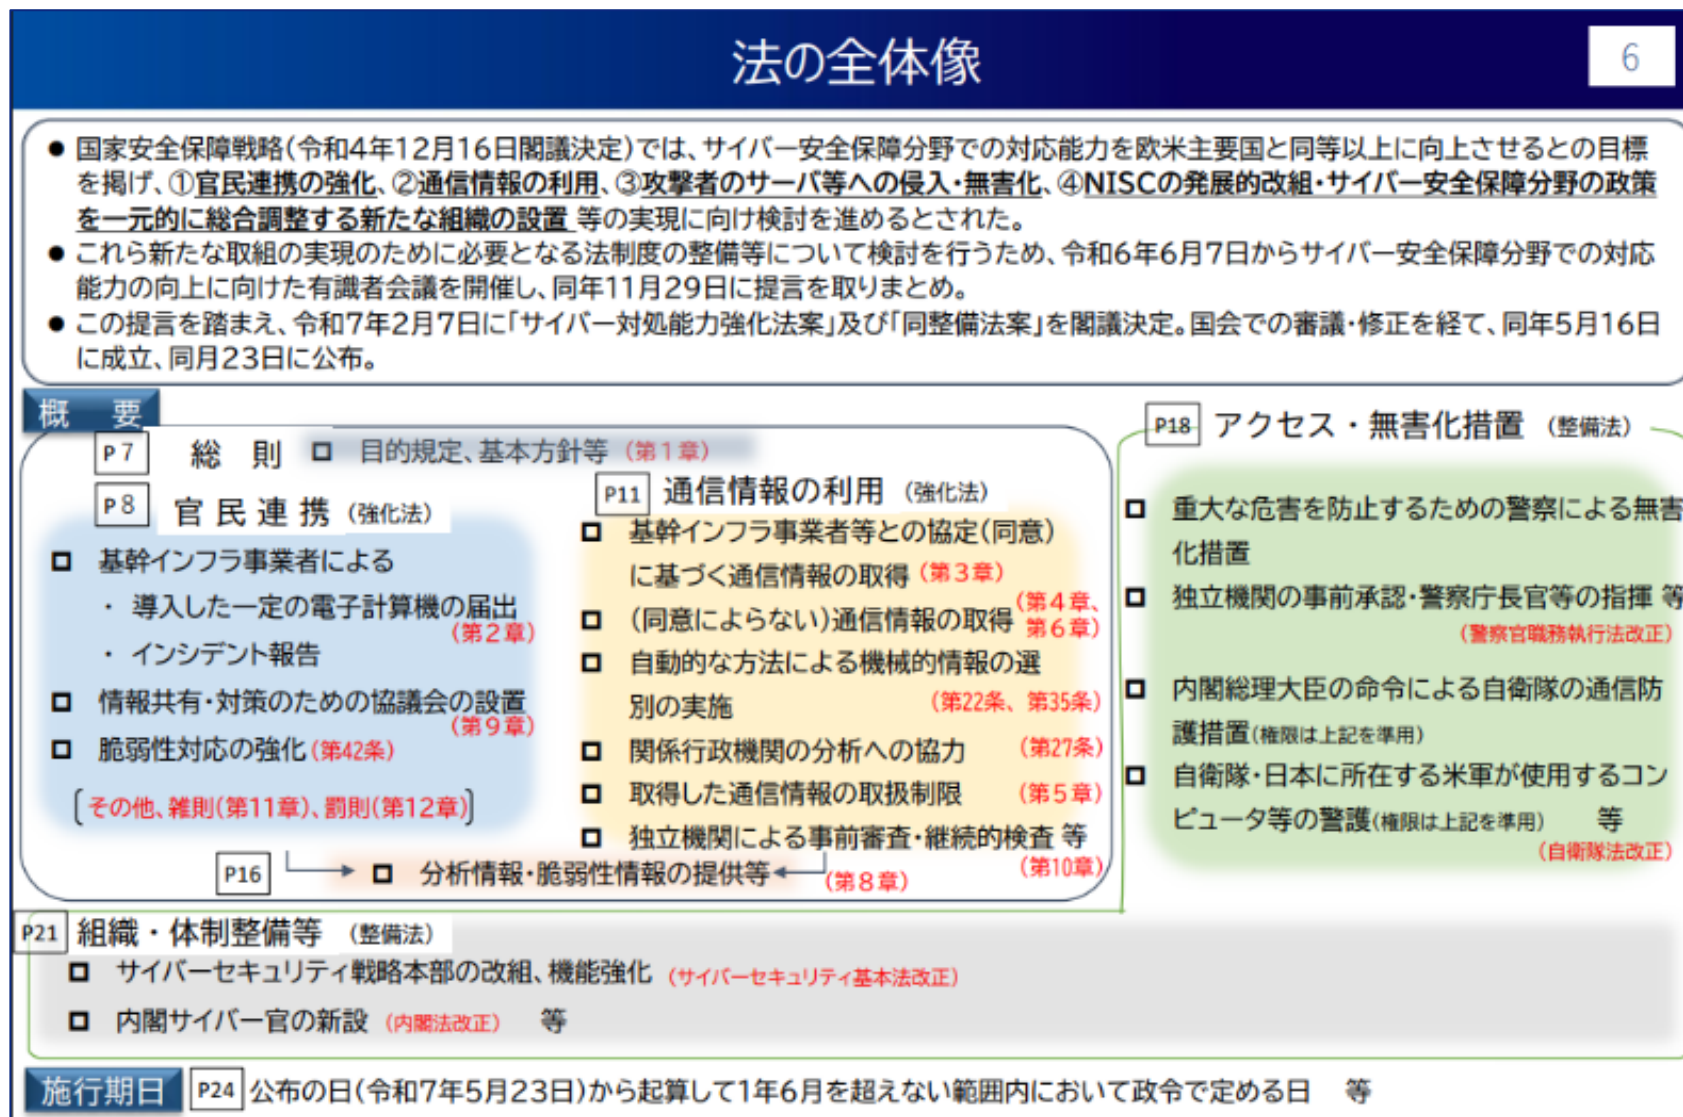 法の全体像
6
● 国家安全保障戦略(令和4年12月16日閣議決定)では、サイバー安全保障分野での対応能力を欧米主要国と同等以上に向上させるとの目標
を掲げ、①官民連携の強化、②通信情報の利用、③攻撃者のサーバ等への侵入・無害化、④NISCの発展的改組・サイバー安全保障分野の政策
を一元的に総合調整する新たな組織の設置 等の実現に向け検討を進めるとされた。
● これら新たな取組の実現のために必要となる法制度の整備等について検討を行うため、令和6年6月7日からサイバー安全保障分野での対応
能力の向上に向けた有識者会議を開催し、同年11月29日に提言を取りまとめ。
● この提言を踏まえ、令和7年2月7日に「サイバー対処能力強化法案」及び「同整備法案」を閣議決定。国会での審議・修正を経て、同年5月16日
に成立、同月23日に公布。
概 要
P7 総 則 □ 目的規定、基本方針等 (第1章)
P8 官民連携 (強化法)
□ 基幹インフラ事業者による
・ 導入した一定の電子計算機の届出
(第2章)
・ インシデント報告
□ 情報共有・対策のための協議会の設置
(第9章)
□ 脆弱性対応の強化(第42条)
[その他、雑則(第11章)、罰則(第12章)]
P11 通信情報の利用 (強化法)
□ 基幹インフラ事業者等との協定(同意)
に基づく通信情報の取得(第3章)
□ (同意によらない)通信情報の取得 (第4章、
第6章)
□ 自動的な方法による機械的情報の選
別の実施 (第22条、第35条)
□ 関係行政機関の分析への協力 (第27条)
□ 取得した通信情報の取扱制限 (第5章)
□ 独立機関による事前審査・継続的検査 等
(第10章)
P16 □ 分析情報・脆弱性情報の提供等 (第8章)
P18 アクセス・無害化措置 (整備法)
□ 重大な危害を防止するための警察による無害
化措置
□ 独立機関の事前承認・警察庁長官等の指揮 等
(警察官職務執行法改正)
□ 内閣総理大臣の命令による自衛隊の通信防
護措置(権限は上記を準用)
□ 自衛隊・日本に所在する米軍が使用するコン
ピュータ等の警護(権限は上記を準用) 等
(自衛隊法改正)
P21 組織・体制整備等 (整備法)
□ サイバーセキュリティ戦略本部の改組、機能強化 (サイバーセキュリティ基本法改正)
□ 内閣サイバー官の新設 (内閣法改正) 等
施行期日 P24 公布の日(令和7年5月23日)から起算して1年6月を超えない範囲内において政令で定める日 等